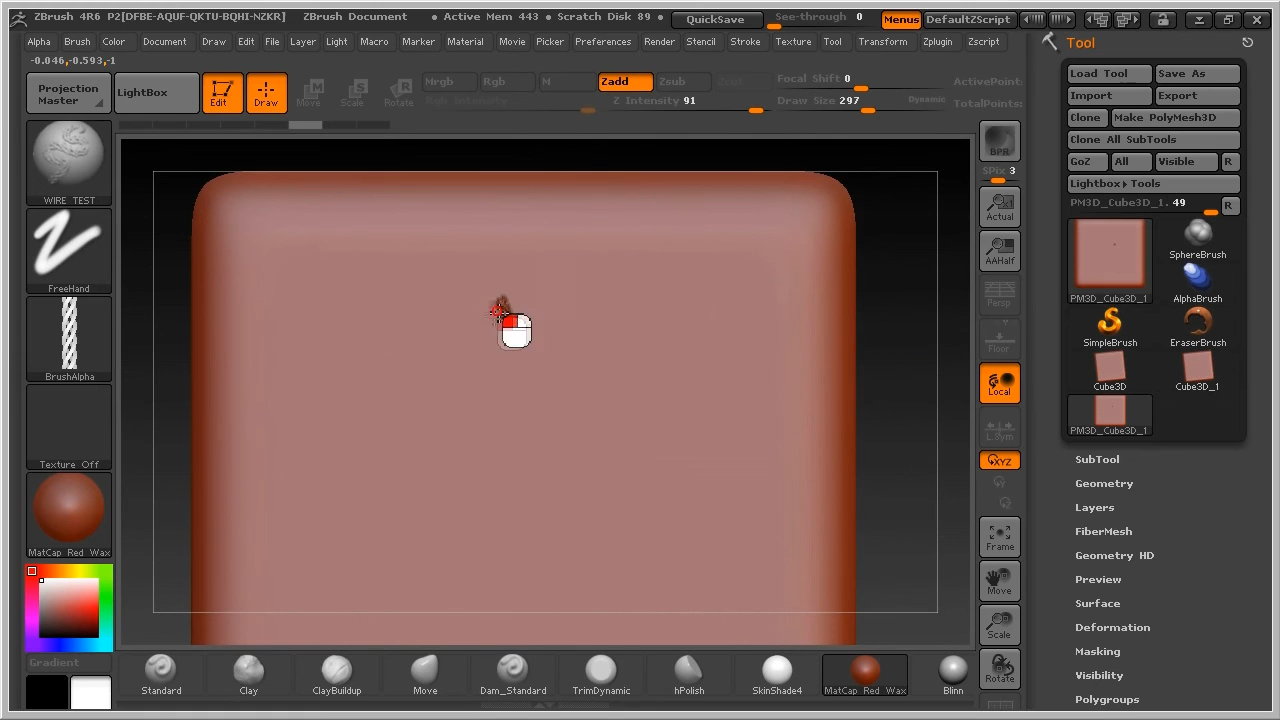 ZBrush 4R6 P2[DFBE-AQUF-QKTU-BQHI-NZKR] ZBrush Document • Active Mem 443 • Scratch Disk 89 • QuickSave See-through 0 Menus DefaultZScript
Alpha Brush Color Document Draw Edit File Layer Light Macro Marker Material Movie Picker Preferences Render Stencil Stroke Texture Tool Transform Zplugin Zscript
Tool
-0.046,-0.593,-1
Projection Master
LightBox
Edit
Draw
Move
Scale
Rotate
Mrgb Rgb M Zadd Zsub
Rgb Intensity Z Intensity 91
Focal Shift 0
Draw Size 297 Dynamic
ActivePoint:
TotalPoints:
Load Tool Save As
Import Export
Clone Make PolyMesh3D
Clone All SubTools
GoZ All Visible R
Lightbox▸Tools
PM3D_Cube3D_1. 49 R
PM3D_Cube3D_1
SphereBrush
AlphaBrush
SimpleBrush
EraserBrush
Cube3D
Cube3D_1
PM3D_Cube3D_1
SubTool
Geometry
Layers
FiberMesh
Geometry HD
Preview
Surface
Deformation
Masking
Visibility
Polygroups
WIRE_TEST
FreeHand
BrushAlpha
Texture Off
MatCap Red Wax
Gradient
BPR
SPix 3
Actual
AAHalf
Persp
Floor
Local
L.Sym
XYZ
Frame
Move
Scale
Rotate
Standard
Clay
ClayBuildup
Move
Dam_Standard
TrimDynamic
hPolish
SkinShade4
MatCap Red Wax
Blinn